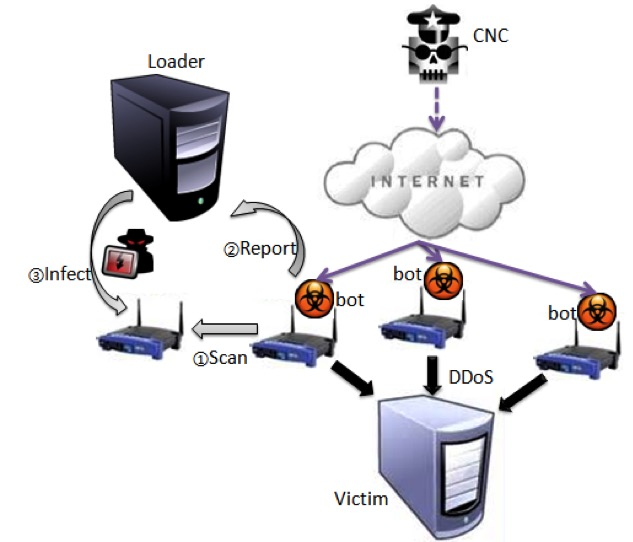 CNC
Loader
INTERNET
②Report
③Infect
bot
bot
bot
①Scan
DDoS
Victim